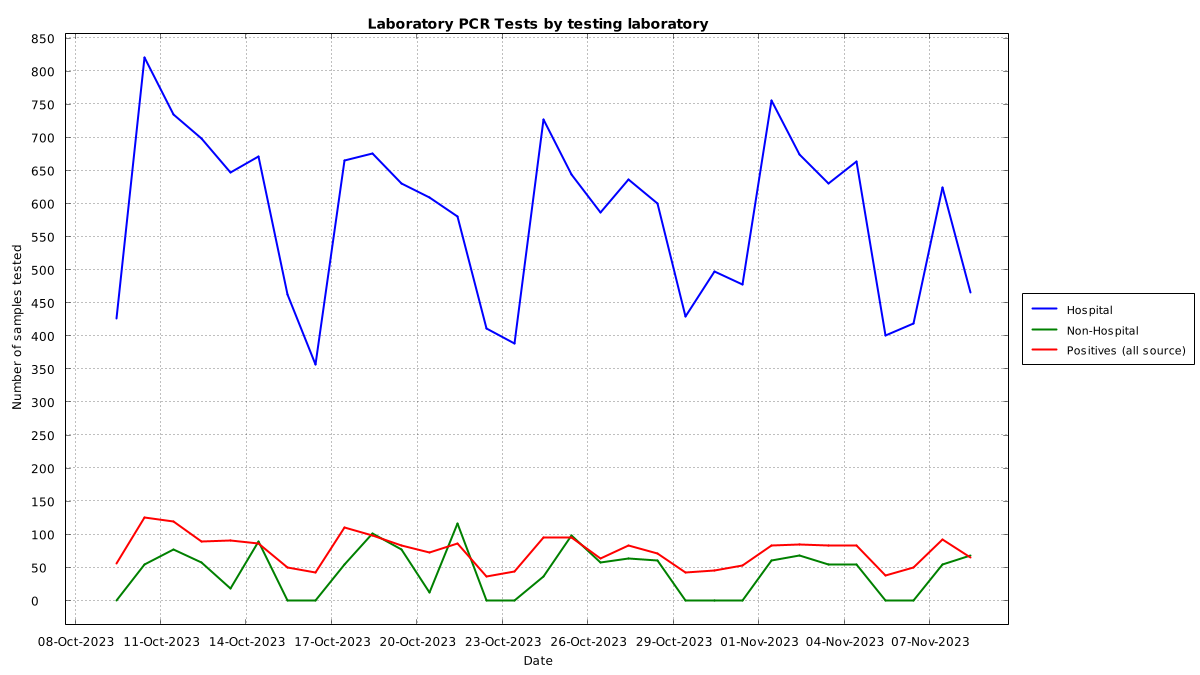 Laboratory PCR Tests by testing laboratory
850
800
750
700
650
600
550
500
450
400
350
300
250
200
150
100
50
0
Number of samples tested
08-Oct-2023 11-Oct-2023 14-Oct-2023 17-Oct-2023 20-Oct-2023 23-Oct-2023 26-Oct-2023 29-Oct-2023 01-Nov-2023 04-Nov-2023 07-Nov-2023
Date
Hospital
Non-Hospital
Positives (all source)